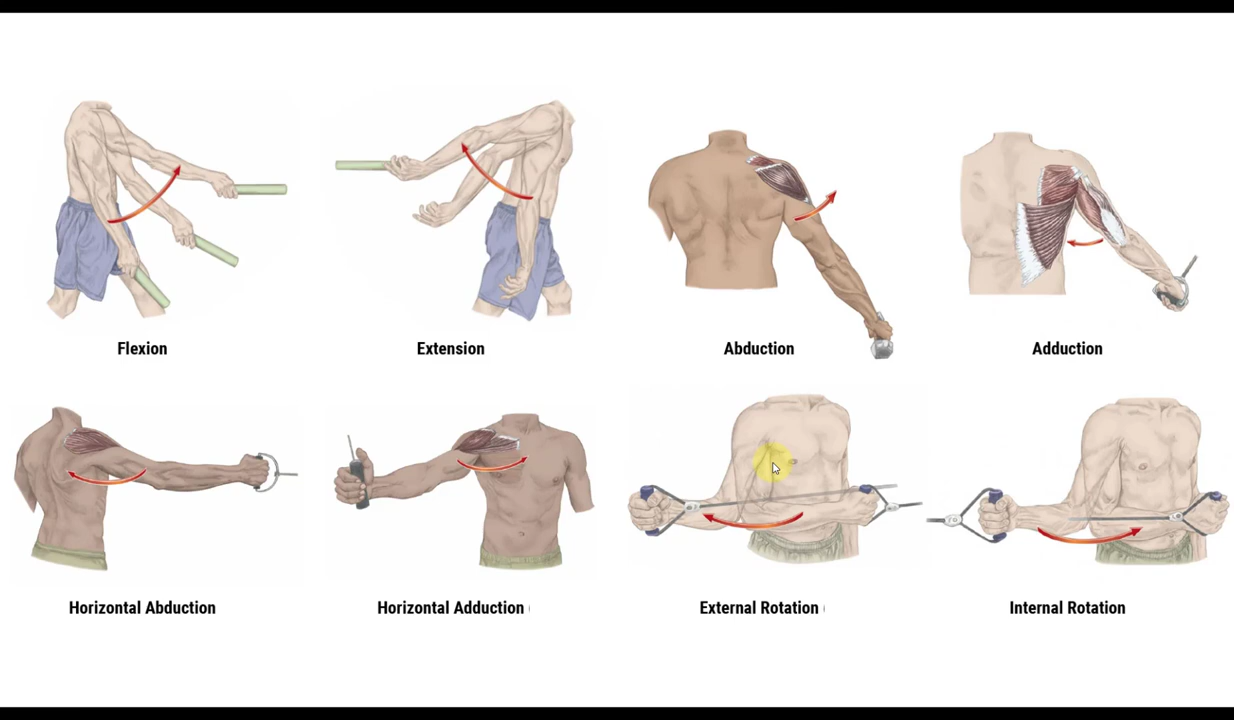 Flexion
Extension
Abduction
Adduction
Horizontal Abduction
Horizontal Adduction (
External Rotation (
Internal Rotation